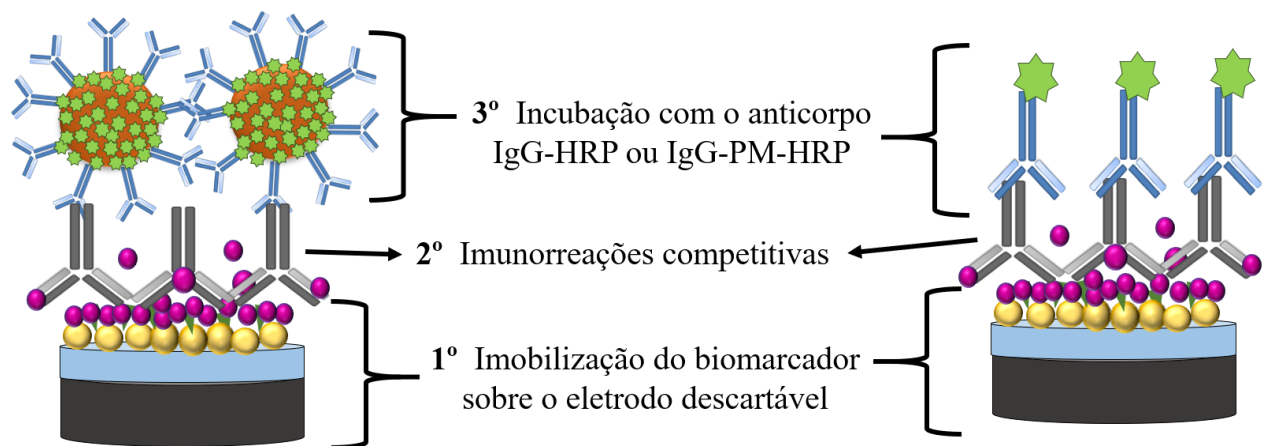 3º Incubação com o anticorpo
IgG-HRP ou IgG-PM-HRP
2º Imunorreações competitivas
1º Imobilização do biomarcador
sobre o eletrodo descartável